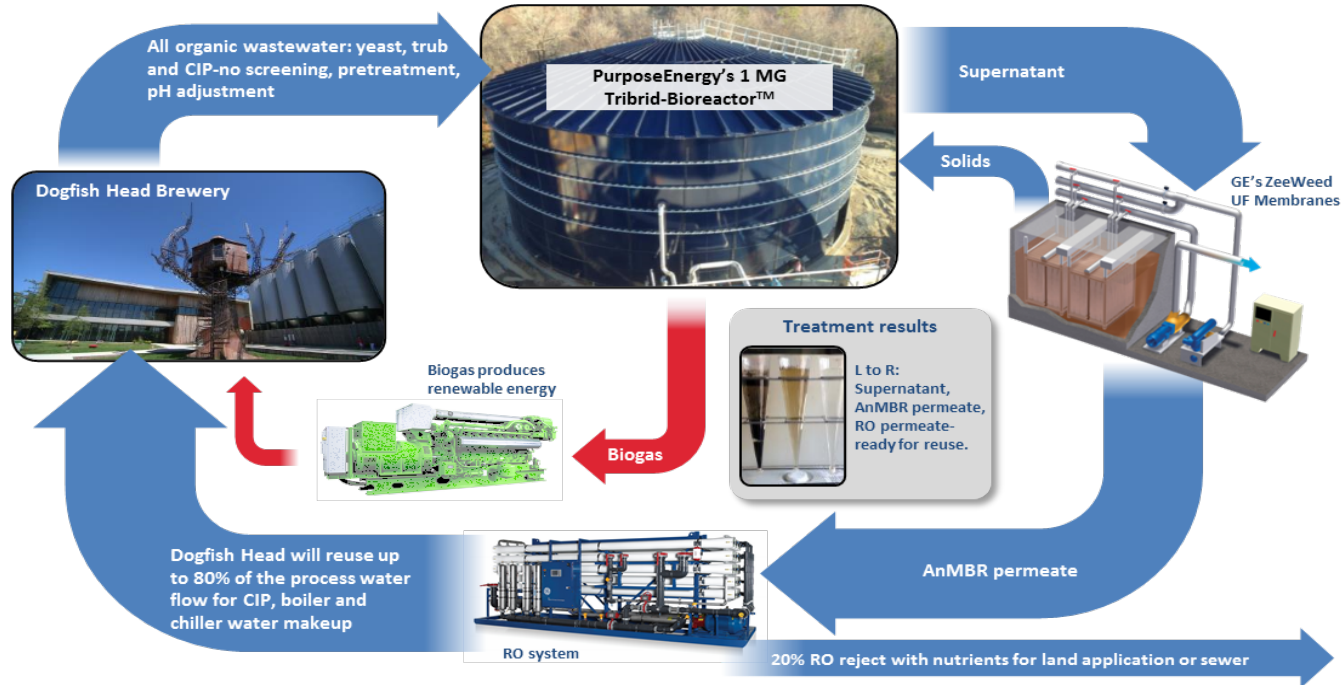 All organic wastewater: yeast, trub
and CIP-no screening, pretreatment,
pH adjustment
PurposeEnergy's 1 MG
Tribrid-Bioreactor™
Supernatant
Solids
GE's ZeeWeed
UF Membranes
Dogfish Head Brewery
Treatment results
L to R:
Supernatant,
AnMBR permeate,
RO permeate-
ready for reuse.
Biogas produces
renewable energy
Biogas
Dogfish Head will reuse up
to 80% of the process water
flow for CIP, boiler and
chiller water makeup
AnMBR permeate
RO system
20% RO reject with nutrients for land application or sewer